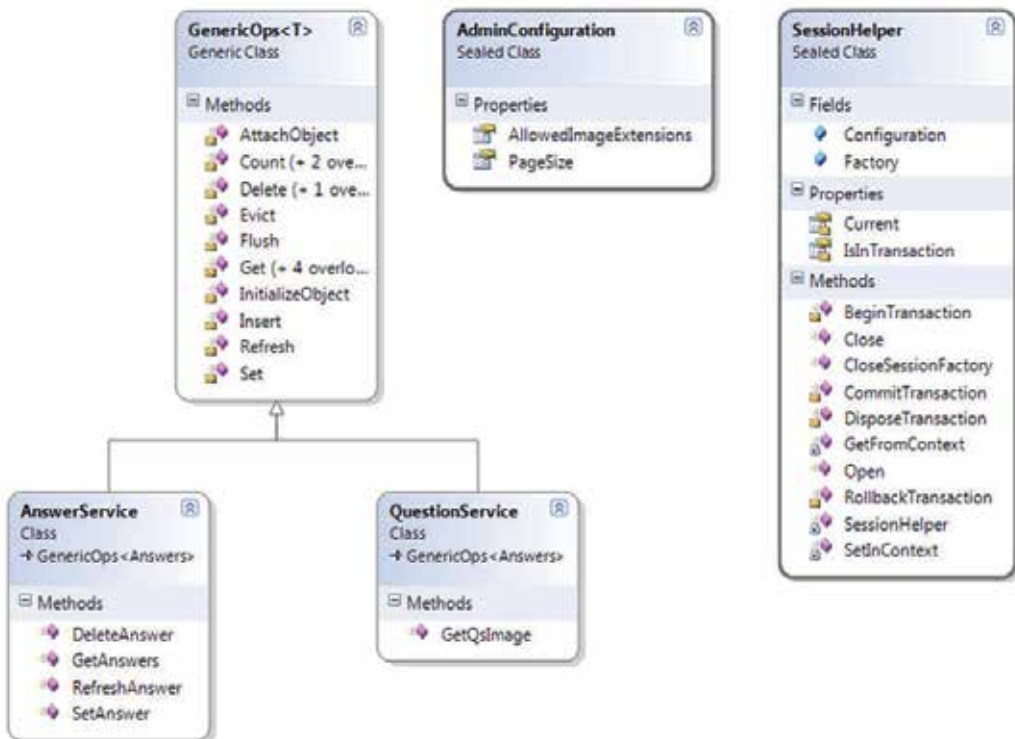 GenericOps<T>
Generic Class
Methods
AttachObject
Count (+ 2 ove...
Delete (+ 1 ove...
Evict
Flush
Get (+ 4 overlo...
InitializeObject
Insert
Refresh
Set
AdminConfiguration
Sealed Class
Properties
AllowedImageExtensions
PageSize
SessionHelper
Sealed Class
Fields
Configuration
Factory
Properties
Current
IsInTransaction
Methods
BeginTransaction
Close
CloseSessionFactory
CommitTransaction
DisposeTransaction
GetFromContext
Open
RollbackTransaction
SessionHelper
SetInContext
AnswerService
Class
GenericOps<Answers>
Methods
DeleteAnswer
GetAnswers
RefreshAnswer
SetAnswer
QuestionService
Class
GenericOps<Answers>
Methods
GetQsImage